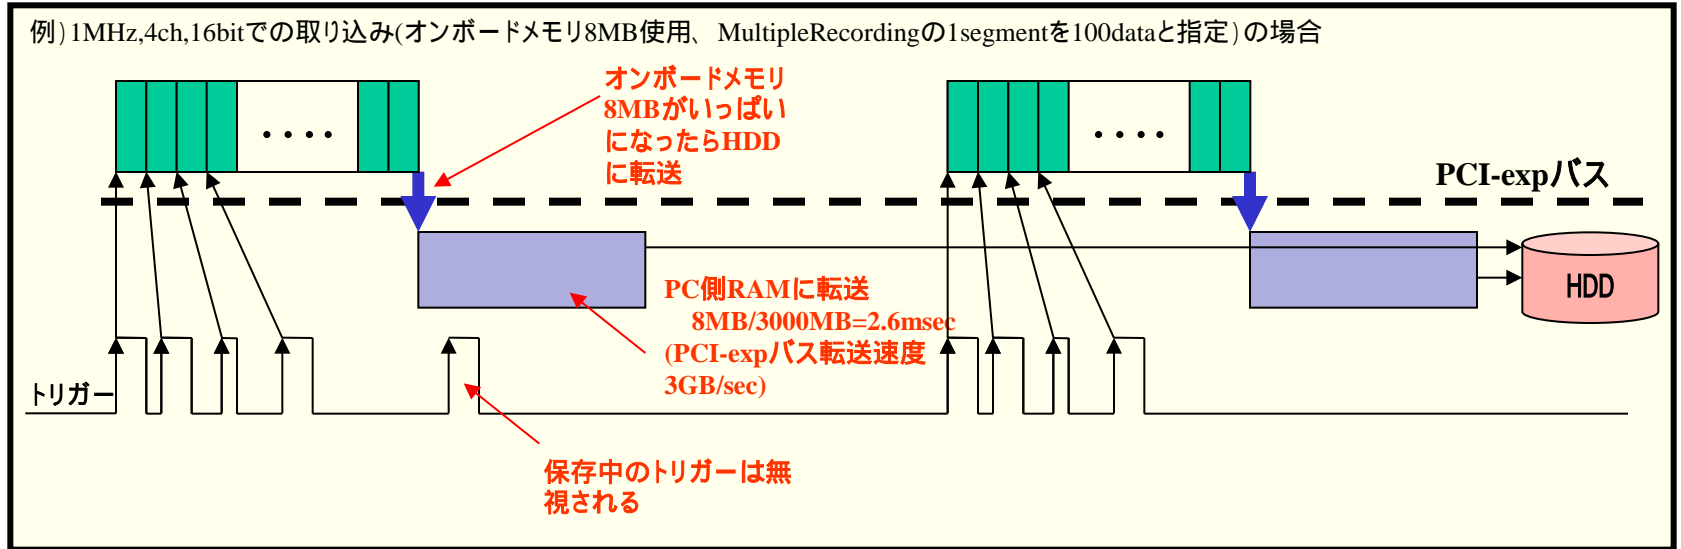 例）1MHz,4ch,16bitでの取り込み(オンボードメモリ8MB使用、MultipleRecordingの1segmentを100dataと指定)の場合
オンボードメモリ
8MBがいっぱい
になったらHDD
に転送
PCI-expバス
PC側RAMに転送
8MB/3000MB=2.6msec
(PCI-expバス転送速度
3GB/sec)
HDD
トリガー
保存中のトリガーは無
視される